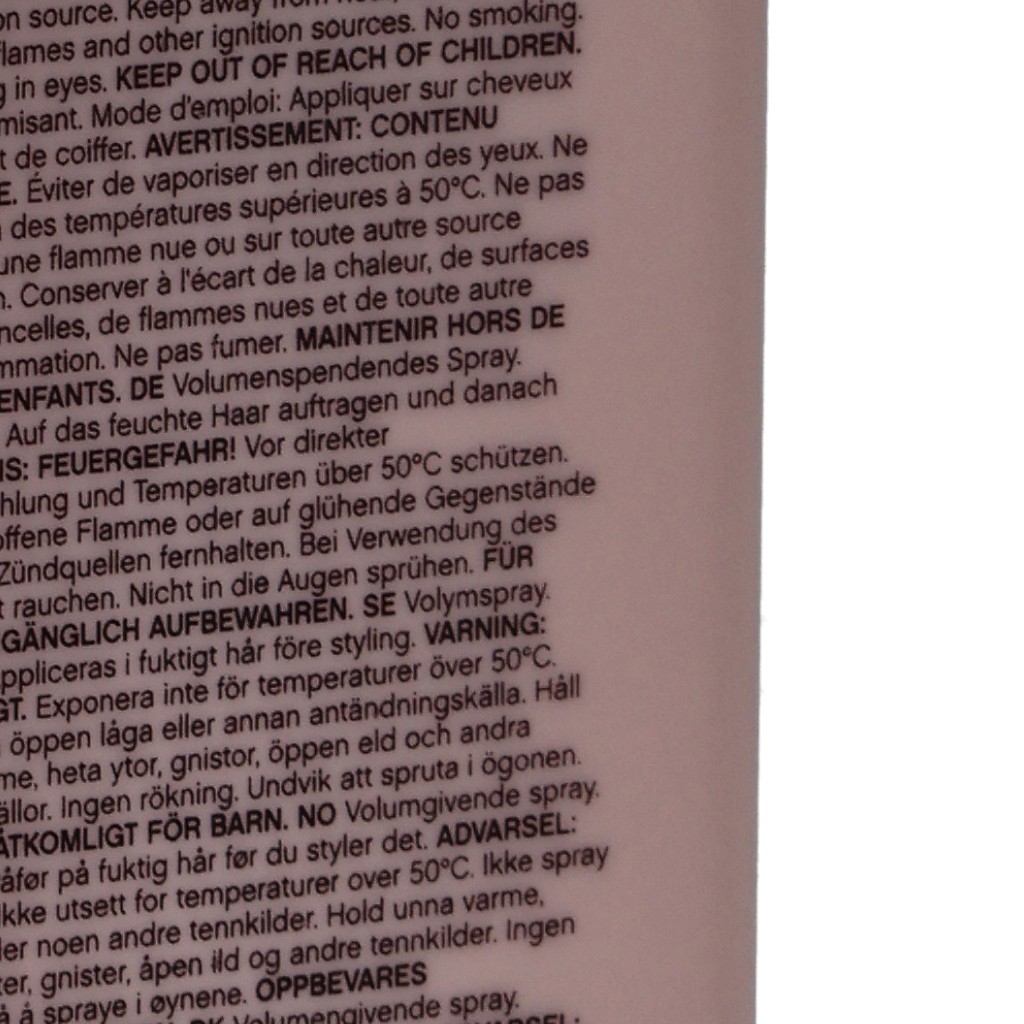 on source. Keep away from
flames and other ignition sources. No smoking.
in eyes. KEEP OUT OF REACH OF CHILDREN.
misant. Mode d'emploi: Appliquer sur cheveux
t de coiffer. AVERTISSEMENT: CONTENU
E. Éviter de vaporiser en direction des yeux. Ne
des températures supérieures à 50°C. Ne pas
une flamme nue ou sur toute autre source
n. Conserver à l'écart de la chaleur, de surfaces
ncelles, de flammes nues et de toute autre
mmation. Ne pas fumer. MAINTENIR HORS DE
ENFANTS. DE Volumenspendendes Spray.
Auf das feuchte Haar auftragen und danach
IS: FEUERGEFAHR! Vor direkter
hlung und Temperaturen über 50°C schützen.
offene Flamme oder auf glühende Gegenstände
Zündquellen fernhalten. Bei Verwendung des
t rauchen. Nicht in die Augen sprühen. FÜR
GÄNGLICH AUFBEWAHREN. SE Volymspray.
ppliceras i fuktigt hår före styling. VARNING:
GT. Exponera inte för temperaturer över 50°C.
öppen låga eller annan antändningskälla. Håll
me, heta ytor, gnistor, öppen eld och andra
ällor. Ingen rökning. Undvik att spruta i ögonen.
ÅTKOMLIGT FÖR BARN. NO Volumgivende spray.
åfør på fuktig hår før du styler det. ADVARSEL:
Ikke utsett for temperaturer over 50°C. Ikke spray
ler noen andre tennkilder. Hold unna varme,
ter, gnister, åpen ild og andre tennkilder. Ingen
å å spraye i øynene. OPPBEVARES
DK Volumengivende spray.
VARSEL: